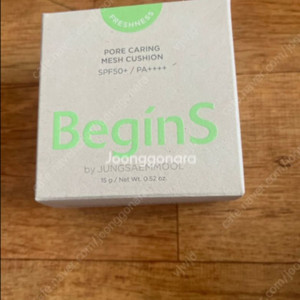 FRESHNESS
PORE CARING
MESH CUSHION
SPF50+ / PA++++
BeginS
Joonggonara
by JUNGSAEMMOOL
15 g / Net Wt. 0.52 oz.